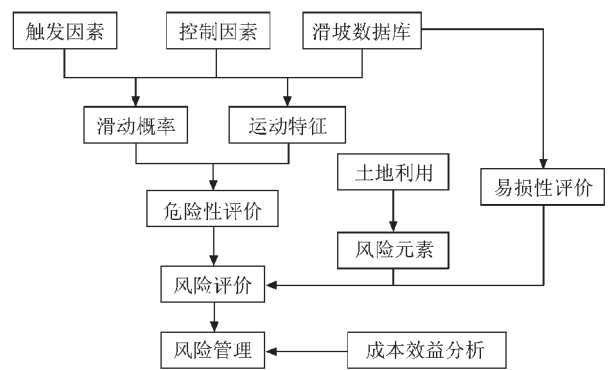 触发因素
控制因素
滑坡数据库
滑动概率
运动特征
土地利用
易损性评价
危险性评价
风险元素
风险评价
风险管理
成本效益分析